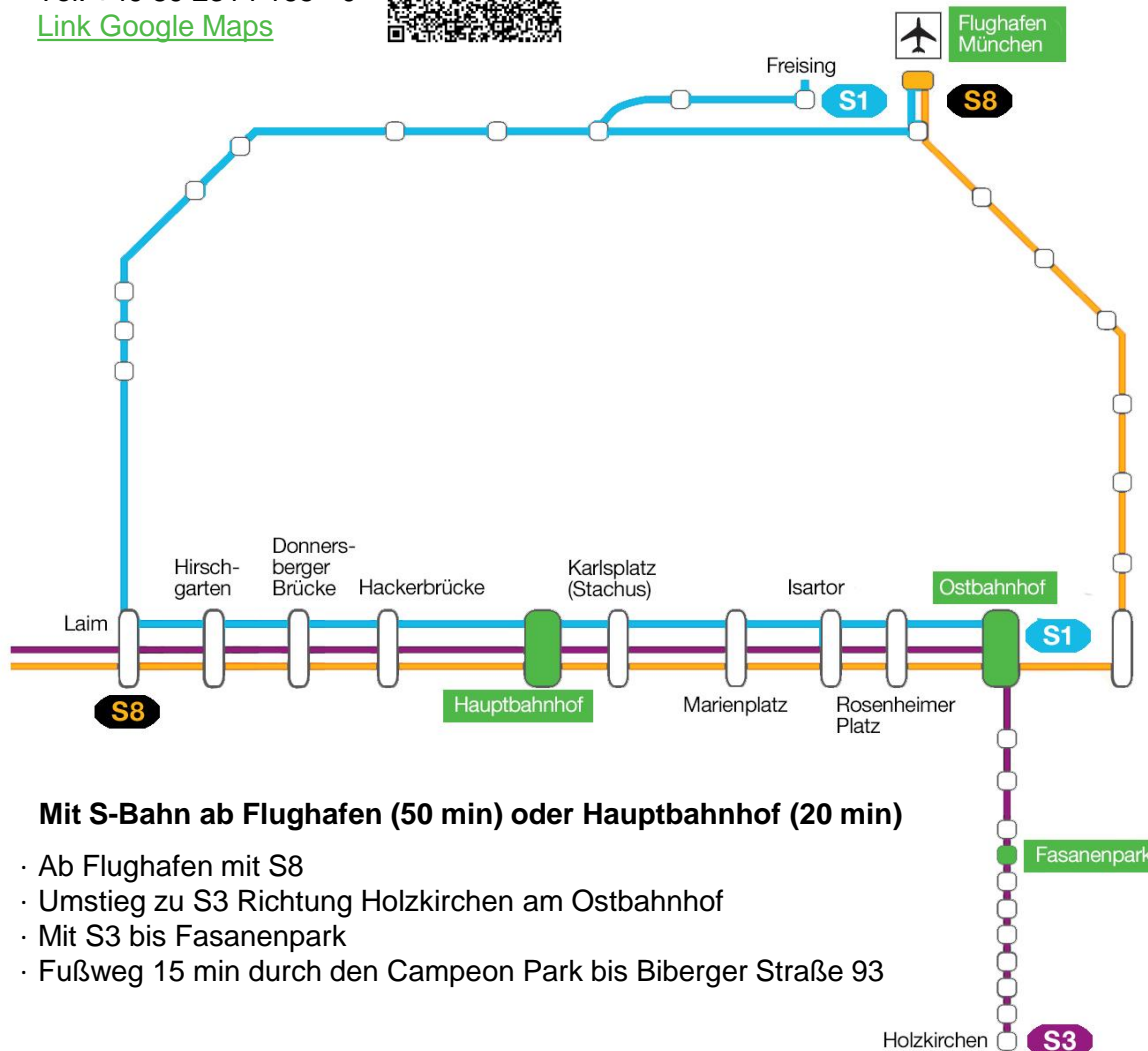 Link Google Maps
Flughafen
München
Freising
S1
S8
Hirsch-
garten
Donners-
berger
Brücke
Hackerbrücke
Karlsplatz
(Stachus)
Isartor
Ostbahnhof
Laim
S1
S8
Hauptbahnhof
Marienplatz
Rosenheimer
Platz
Mit S-Bahn ab Flughafen (50 min) oder Hauptbahnhof (20 min)
· Ab Flughafen mit S8
· Umstieg zu S3 Richtung Holzkirchen am Ostbahnhof
· Mit S3 bis Fasanenpark
· Fußweg 15 min durch den Campeon Park bis Biberger Straße 93
Fasanenpark
Holzkirchen
S3